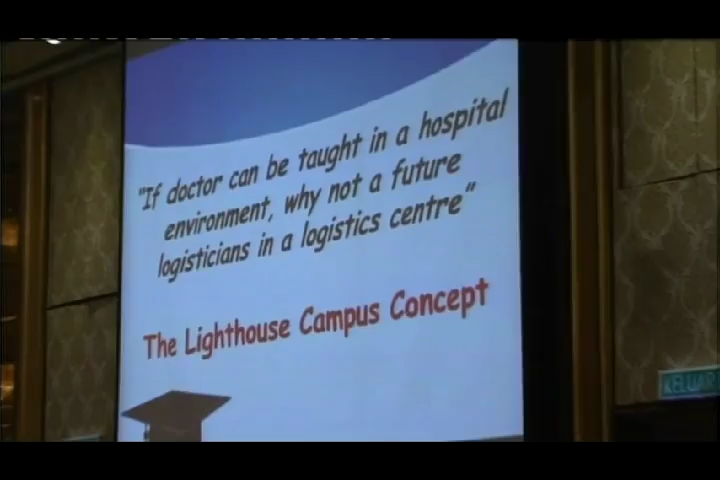 "If doctor can be taught in a hospital
environment, why not a future
logisticians in a logistics centre"
The Lighthouse Campus Concept
KELUAR